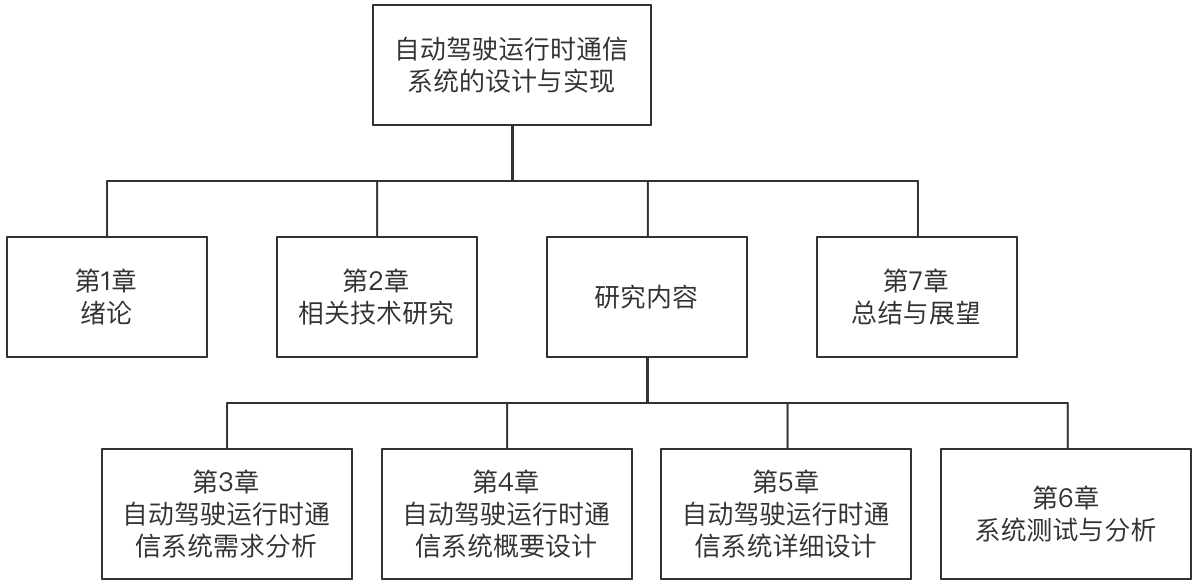 自动驾驶运行时通信
系统的设计与实现
第1章
绪论
第2章
相关技术研究
研究内容
第7章
总结与展望
第3章
自动驾驶运行时通
信系统需求分析
第4章
自动驾驶运行时通
信系统概要设计
第5章
自动驾驶运行时通
信系统详细设计
第6章
系统测试与分析